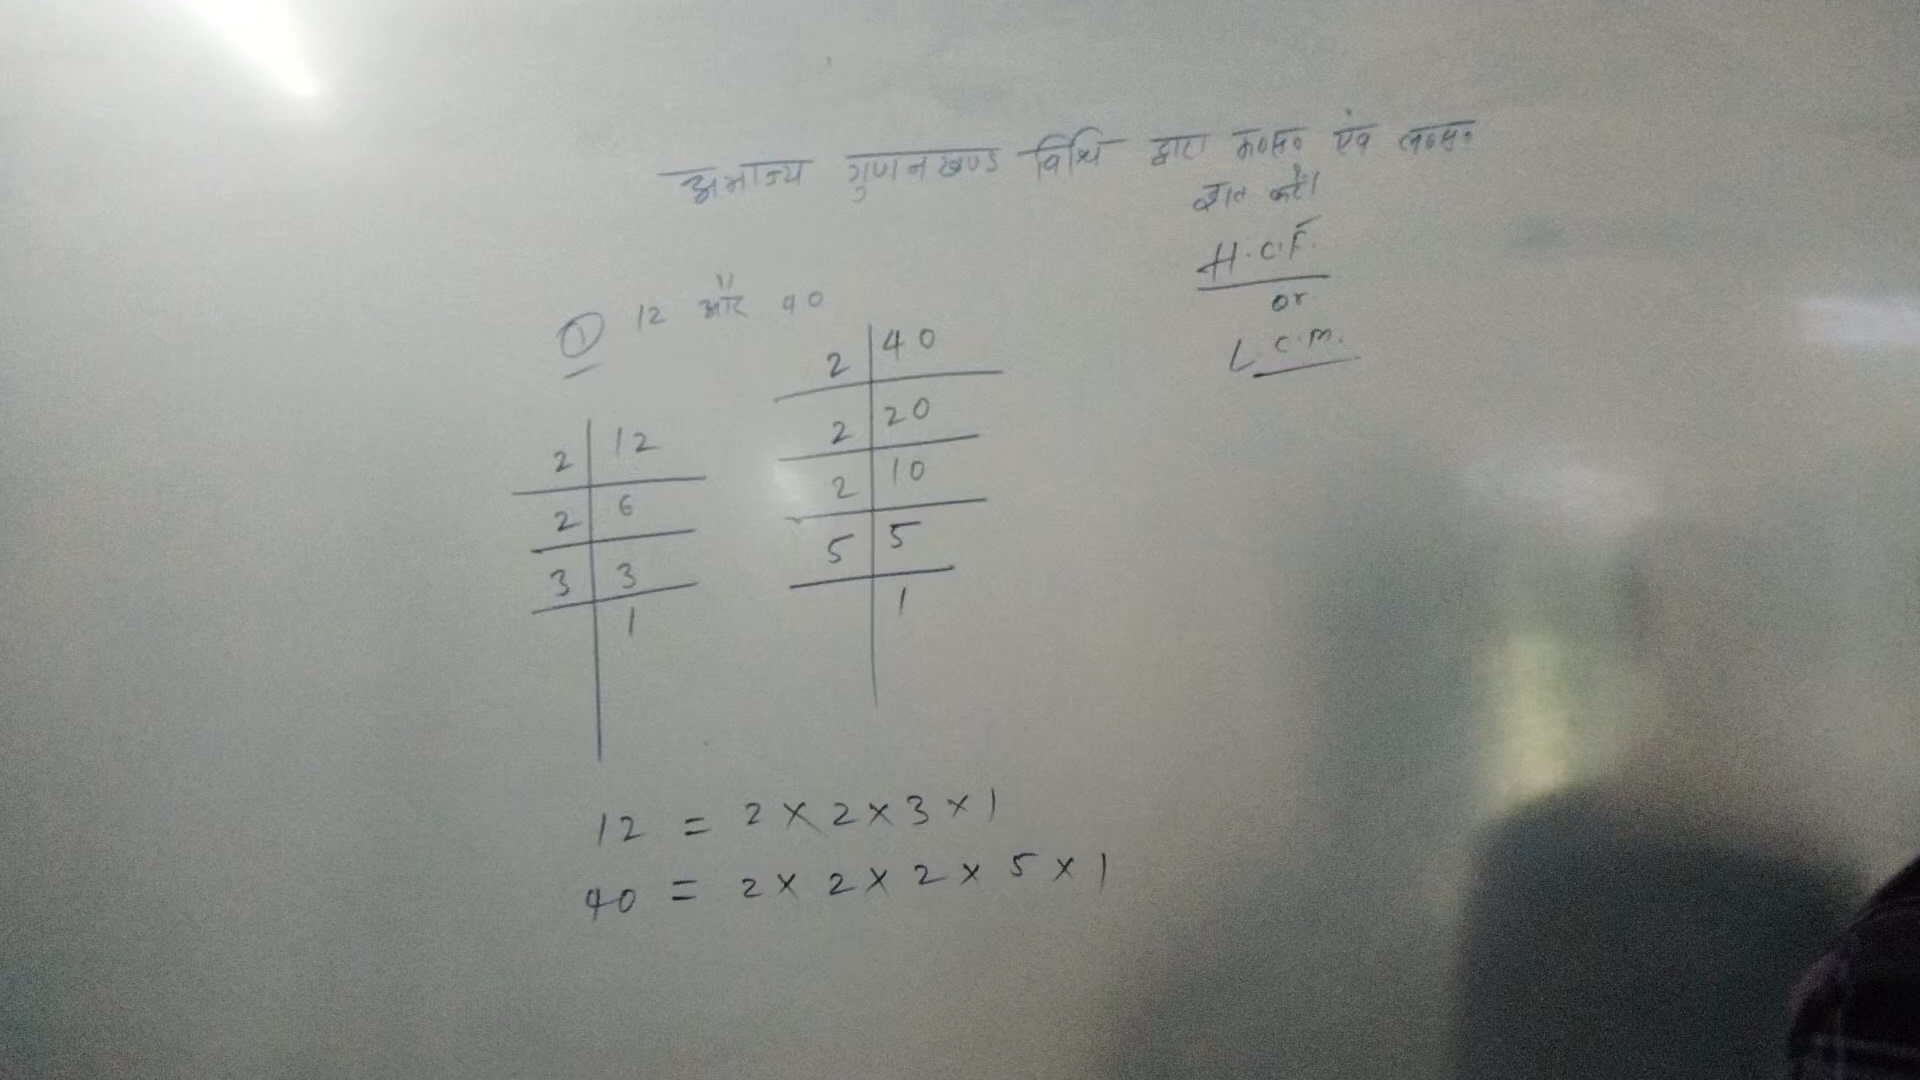 अभाज्य गुणनखण्ड विधि द्वारा म०स० एंव ल०स०
ज्ञात करें।
H.C.F.
or
L C.M.
① 12 और 40
2 | 12
2 | 6
3 | 3
1
2 | 40
2 | 20
2 | 10
5 | 5
1
12 = 2 × 2 × 3 × 1
40 = 2 × 2 × 2 × 5 × 1